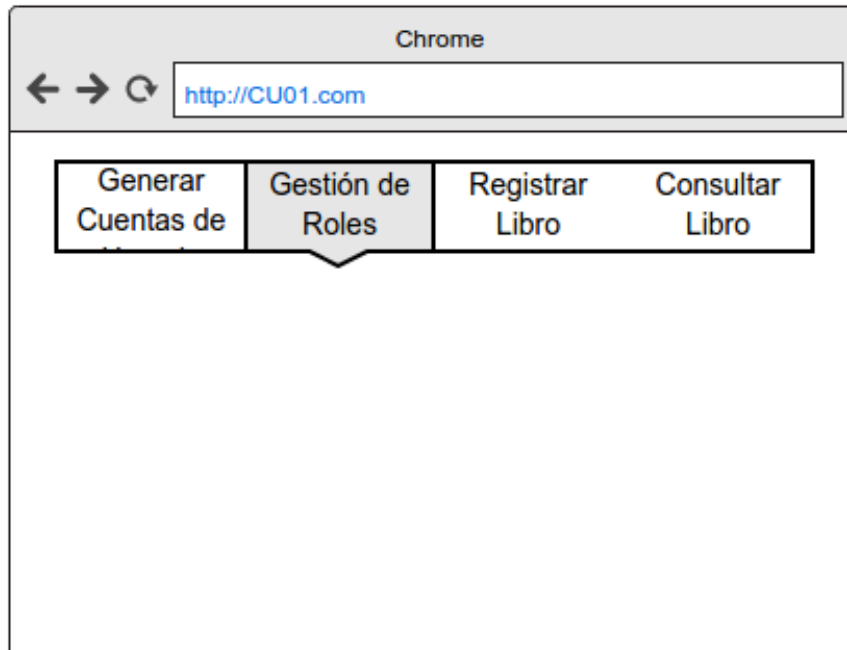 Chrome
http://CU01.com
Generar
Cuentas de
Gestión de
Roles
Registrar
Libro
Consultar
Libro